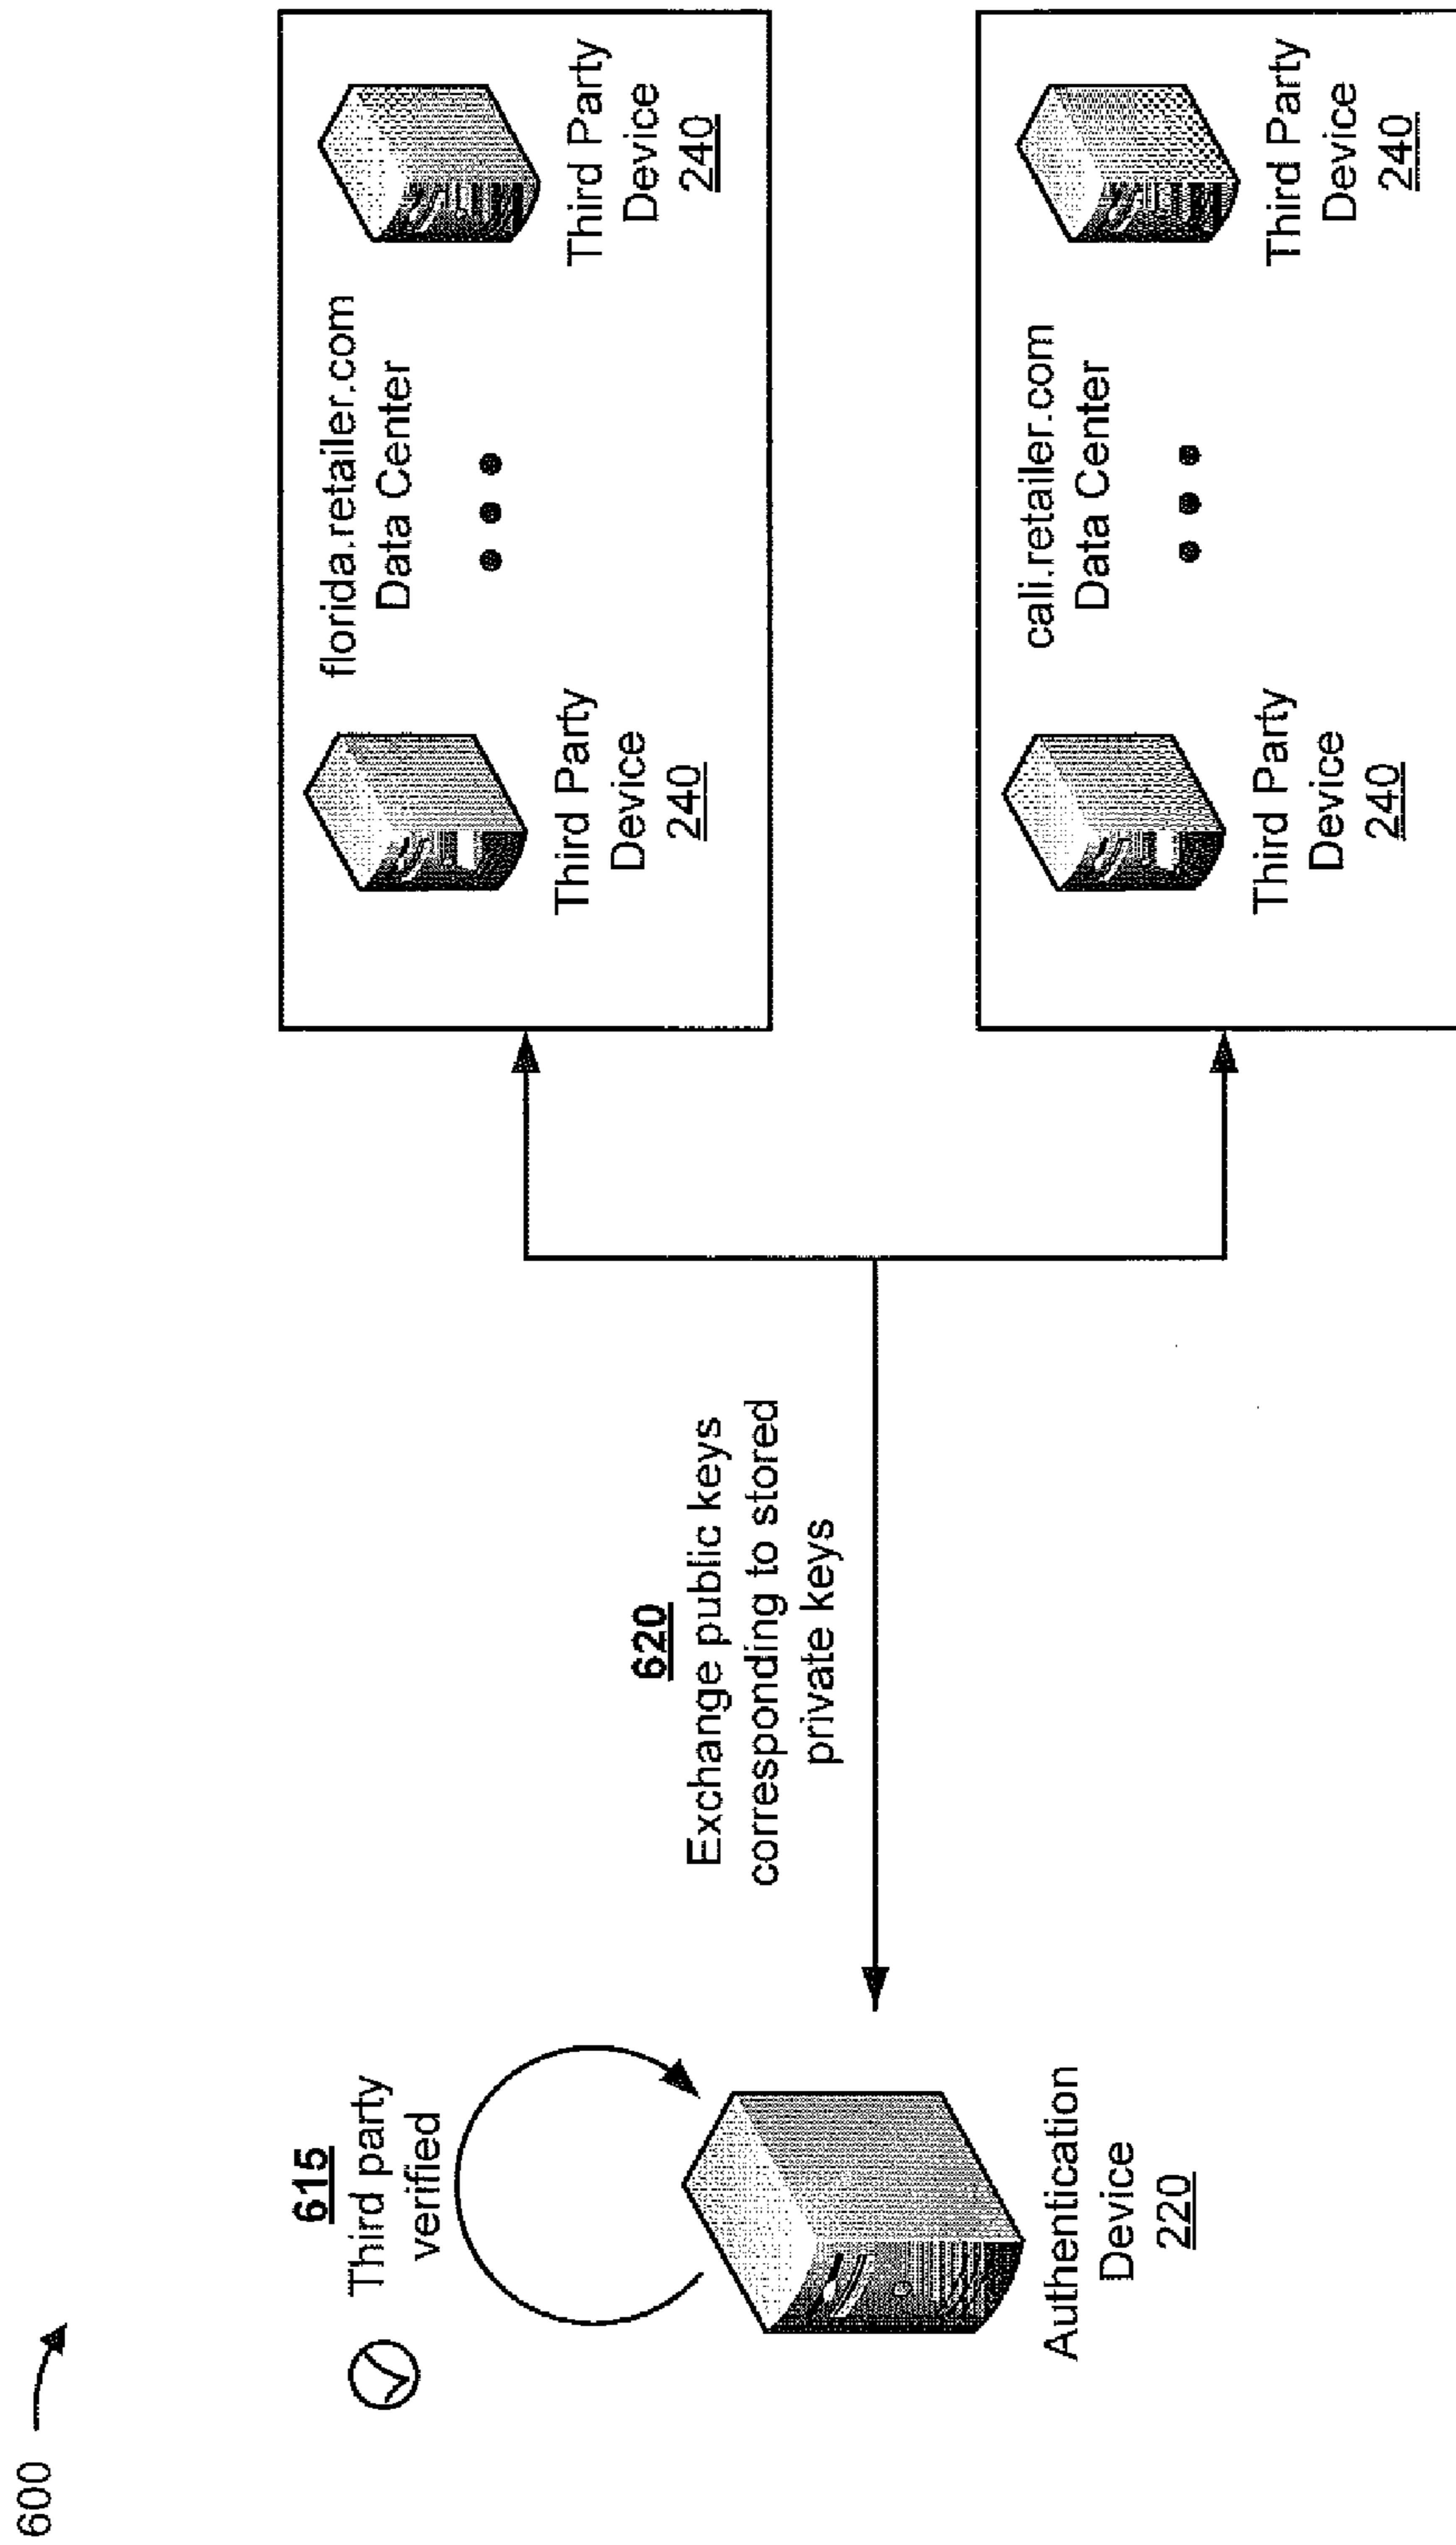 600
615
Third party
verified
Authentication
Device
220
620
Exchange public keys
corresponding to stored
private keys
florida.retailer.com
Data Center
Third Party
Device
240
Third Party
Device
240
cali.retailer.com
Data Center
Third Party
Device
240
Third Party
Device
240